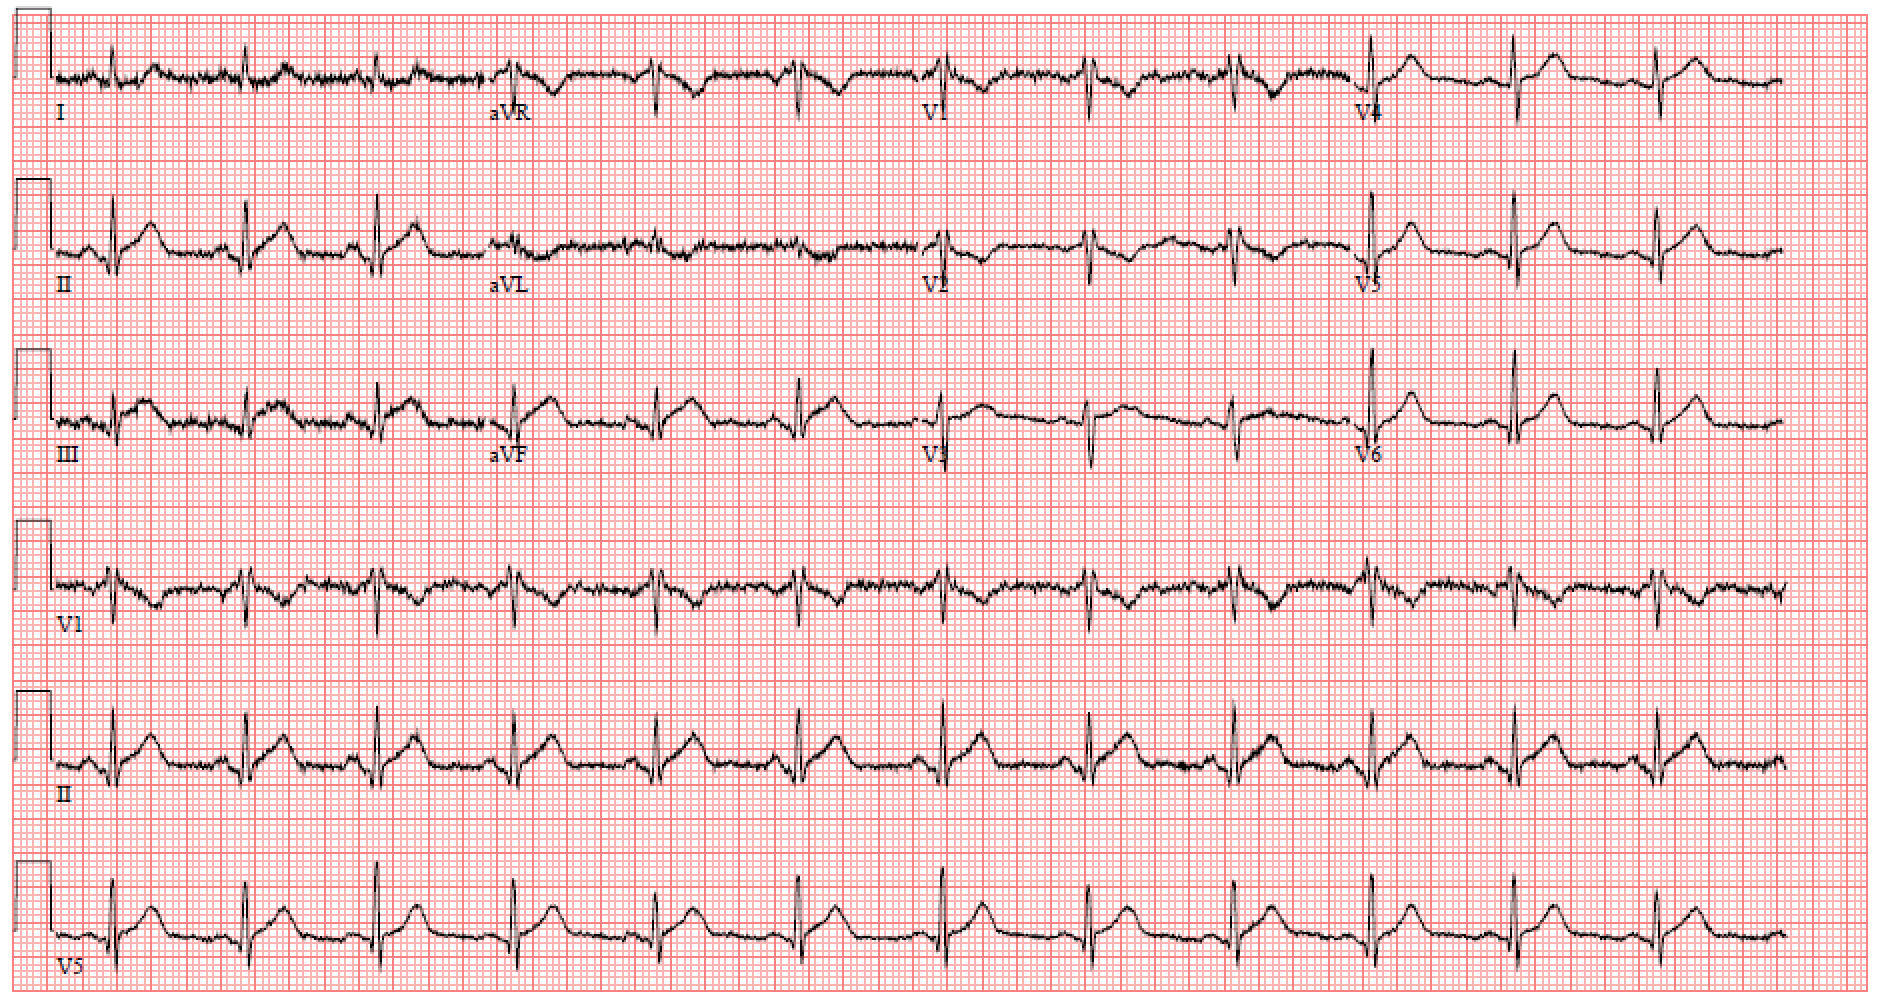 I aVR V1 V4
II aVL V2 V5
III aVF V3 V6
V1
II
V5